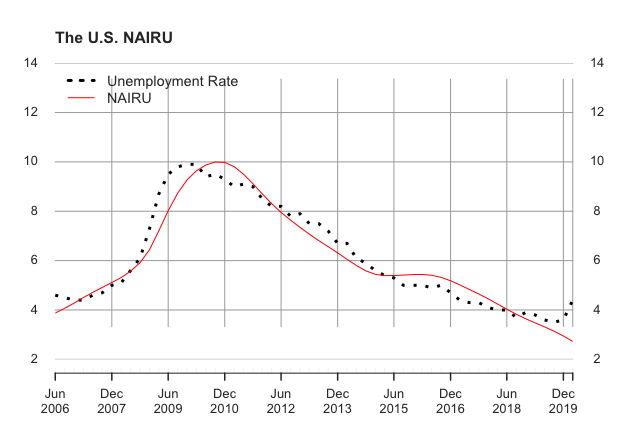 The U.S. NAIRU
14 14
Unemployment Rate
NAIRU
12 12
10 10
8 8
6 6
4 4
2 2
Jun Dec Jun Dec Jun Dec Jun Dec Jun Dec
2006 2007 2009 2010 2012 2013 2015 2016 2018 2019